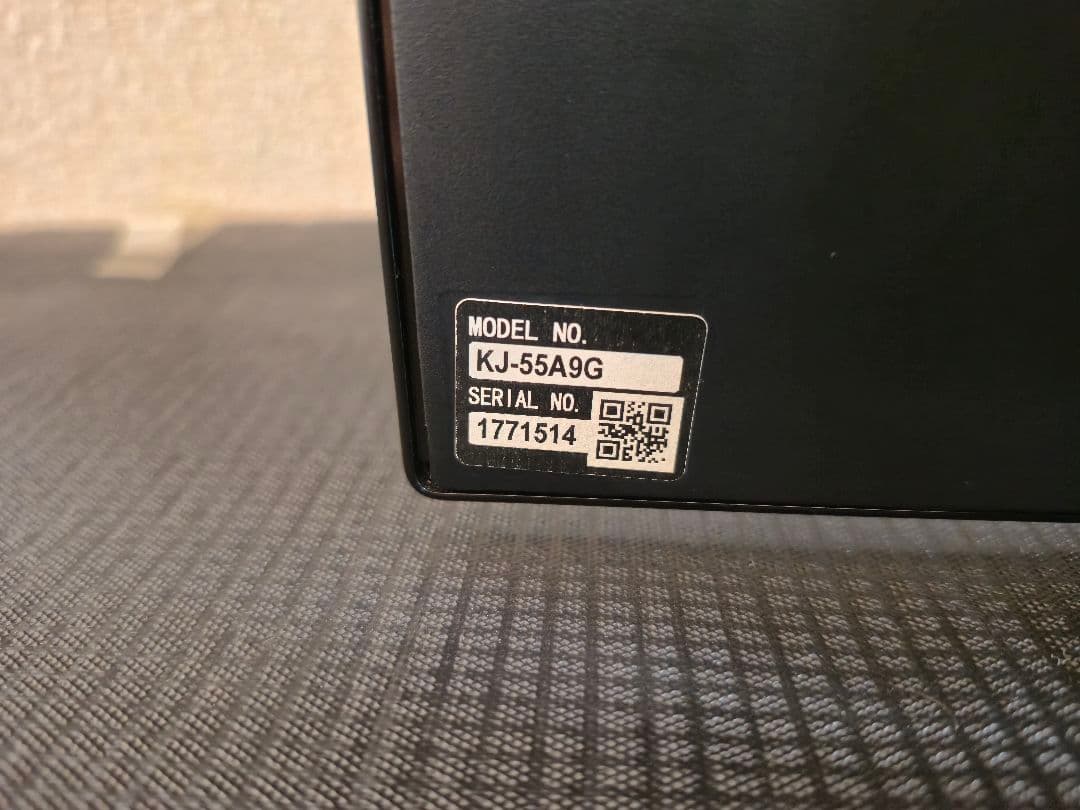 MODEL NO.
KJ-55A9G
SERIAL NO.
1771514